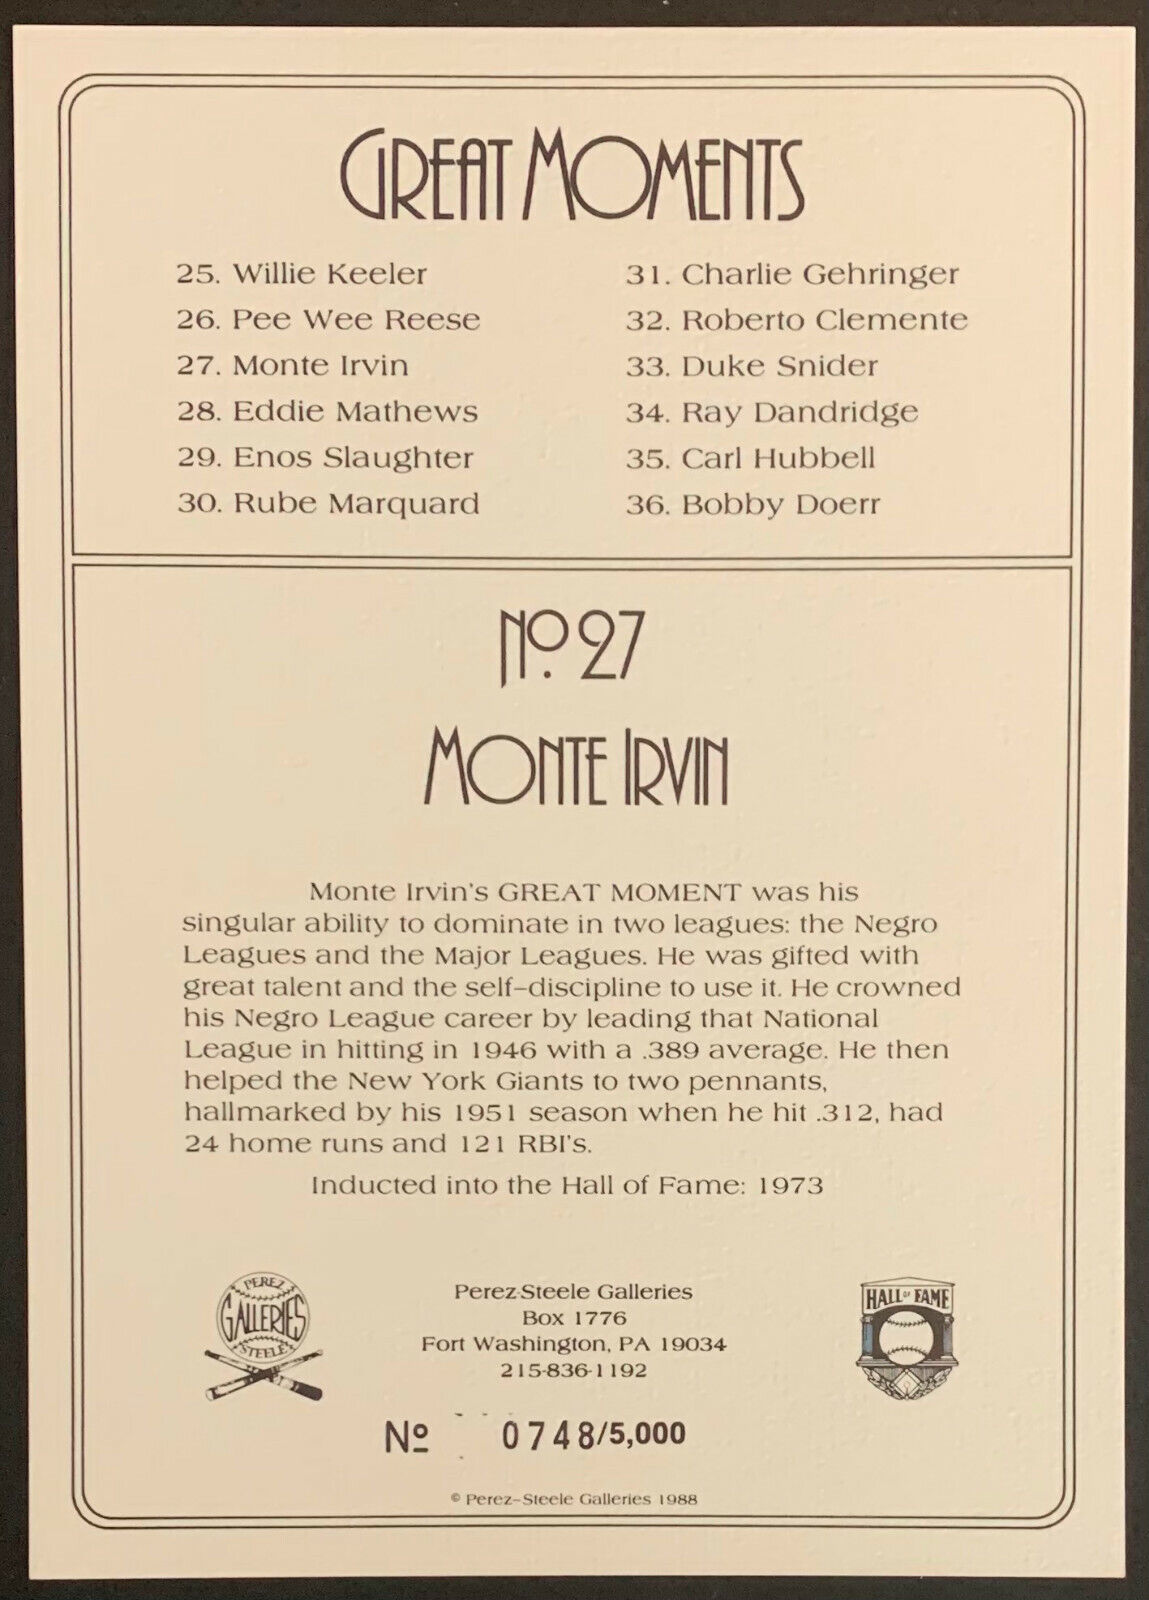 GREAT MOMENTS
25. Willie Keeler
26. Pee Wee Reese
27. Monte Irvin
28. Eddie Mathews
29. Enos Slaughter
30. Rube Marquard
31. Charlie Gehringer
32. Roberto Clemente
33. Duke Snider
34. Ray Dandridge
35. Carl Hubbell
36. Bobby Doerr
No. 27
MONTE IRVIN
Monte Irvin's GREAT MOMENT was his
singular ability to dominate in two leagues: the Negro
Leagues and the Major Leagues. He was gifted with
great talent and the self-discipline to use it. He crowned
his Negro League career by leading that National
League in hitting in 1946 with a .389 average. He then
helped the New York Giants to two pennants,
hallmarked by his 1951 season when he hit .312, had
24 home runs and 121 RBI's.
Inducted into the Hall of Fame: 1973
PEREZ
GALLERIES
STEELE
Perez-Steele Galleries
Box 1776
Fort Washington, PA 19034
215-836-1192
HALL OF FAME
Nº 0748/5,000
© Perez-Steele Galleries 1988